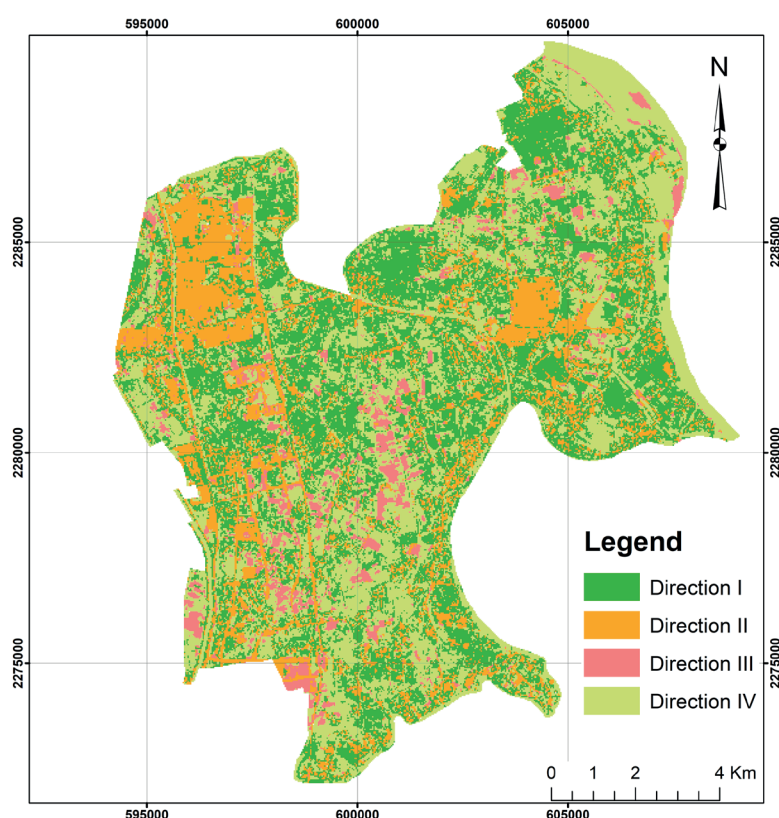 595000 600000 605000
N
2285000 2285000
2280000 2280000
Legend
Direction I
Direction II
Direction III
Direction IV
2275000 2275000
0 1 2 4 Km
595000 600000 605000